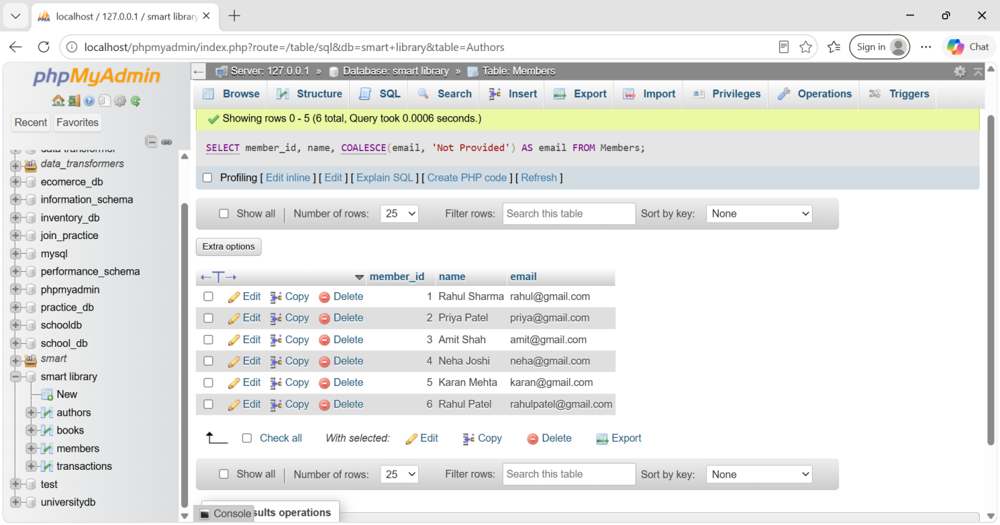 localhost / 127.0.0.1 / smart library
localhost/phpmyadmin/index.php?route=/table/sql&db=smart+library&table=Authors
Sign in
Chat
phpMyAdmin
Recent
Favorites
data_transformers
ecomerce_db
information_schema
inventory_db
join_practice
mysql
performance_schema
phpmyadmin
practice_db
schooldb
school_db
smart
smart library
New
authors
books
members
transactions
test
universitydb
Server: 127.0.0.1 » Database: smart library » Table: Members
Browse Structure SQL Search Insert Export Import Privileges Operations Triggers
Showing rows 0 - 5 (6 total, Query took 0.0006 seconds.)
SELECT member_id, name, COALESCE(email, 'Not Provided') AS email FROM Members;
Profiling [ Edit inline ] [ Edit ] [ Explain SQL ] [ Create PHP code ] [ Refresh ]
Show all | Number of rows: 25 Filter rows: Search this table Sort by key: None
Extra options
member_id name email
Edit Copy Delete 1 Rahul Sharma rahul@gmail.com
Edit Copy Delete 2 Priya Patel priya@gmail.com
Edit Copy Delete 3 Amit Shah amit@gmail.com
Edit Copy Delete 4 Neha Joshi neha@gmail.com
Edit Copy Delete 5 Karan Mehta karan@gmail.com
Edit Copy Delete 6 Rahul Patel rahulpatel@gmail.com
Check all With selected: Edit Copy Delete Export
Show all | Number of rows: 25 Filter rows: Search this table Sort by key: None
Console sults operations